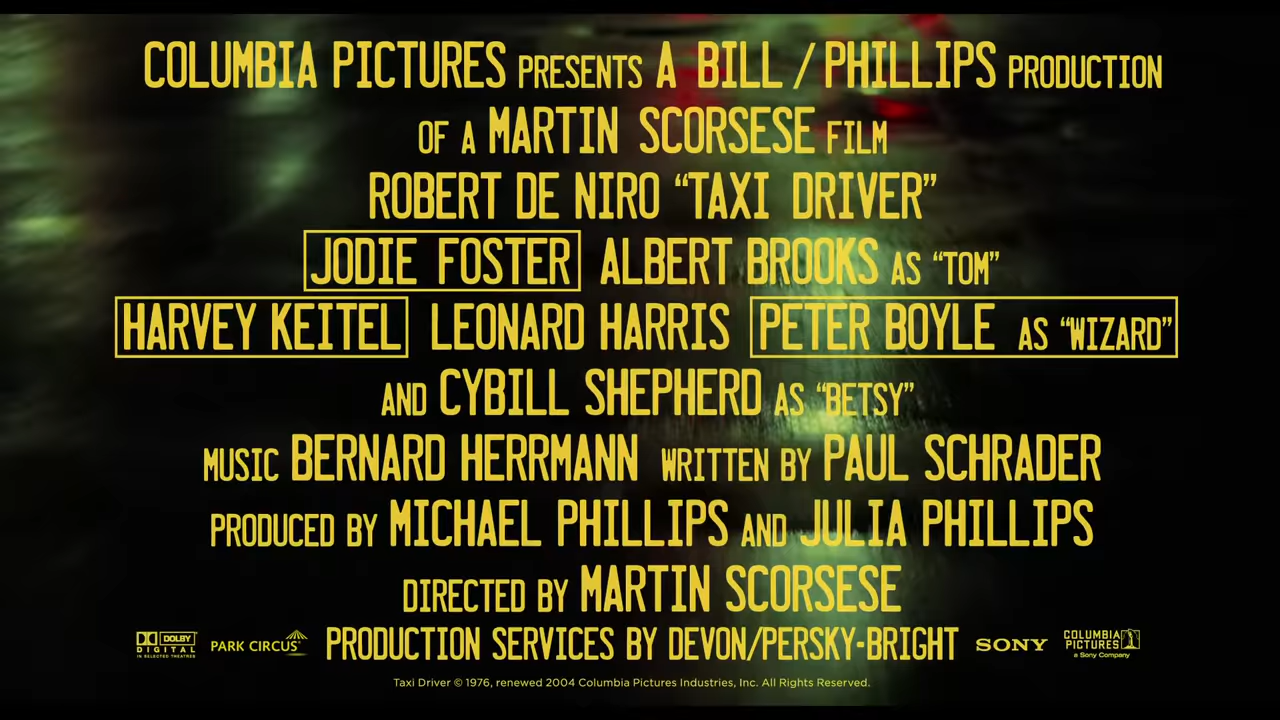 COLUMBIA PICTURES PRESENTS A BILL / PHILLIPS PRODUCTION
OF A MARTIN SCORSESE FILM
ROBERT DE NIRO “TAXI DRIVER”
JODIE FOSTER ALBERT BROOKS AS “TOM”
HARVEY KEITEL LEONARD HARRIS PETER BOYLE AS “WIZARD”
AND CYBILL SHEPHERD AS “BETSY”
MUSIC BERNARD HERRMANN WRITTEN BY PAUL SCHRADER
PRODUCED BY MICHAEL PHILLIPS AND JULIA PHILLIPS
DIRECTED BY MARTIN SCORSESE
DOLBY DIGITAL IN SELECTED THEATRES PARK CIRCUS PRODUCTION SERVICES BY DEVON/PERSKY-BRIGHT SONY COLUMBIA PICTURES a Sony Company
Taxi Driver © 1976, renewed 2004 Columbia Pictures Industries, Inc. All Rights Reserved.